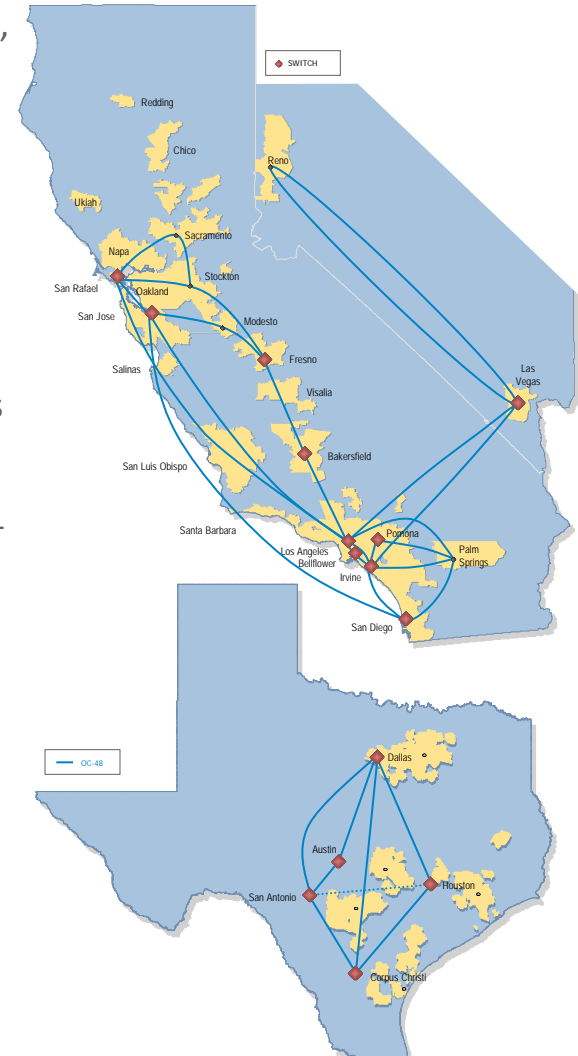 ,
SWITCH
Redding
Chico
Reno
Ukiah
Sacramento
Napa
Stockton
San Rafael
Oakland
San Jose
Modesto
Fresno
Salinas
Las
Vegas
Visalia
s
Bakersfield
San Luis Obispo
Santa Barbara
Pomona
Los Angeles
Palm
Springs
Bellflower
Irvine
San Diego
OC-48
Dallas
Austin
San Antonio
Houston
Corpus Christi